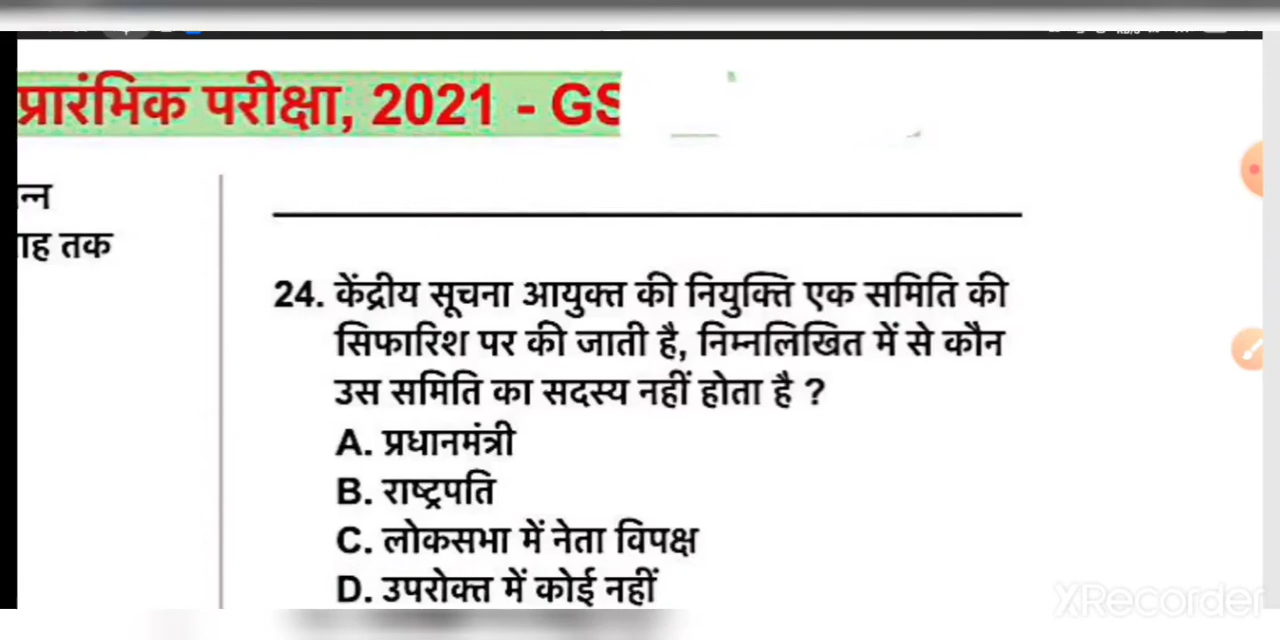 प्रारंभिक परीक्षा, 2021 - GS
न्न
ाह तक
24. केंद्रीय सूचना आयुक्त की नियुक्ति एक समिति की
सिफारिश पर की जाती है, निम्नलिखित में से कौन
उस समिति का सदस्य नहीं होता है ?
A. प्रधानमंत्री
B. राष्ट्रपति
C. लोकसभा में नेता विपक्ष
D. उपरोक्त में कोई नहीं
XRecorder